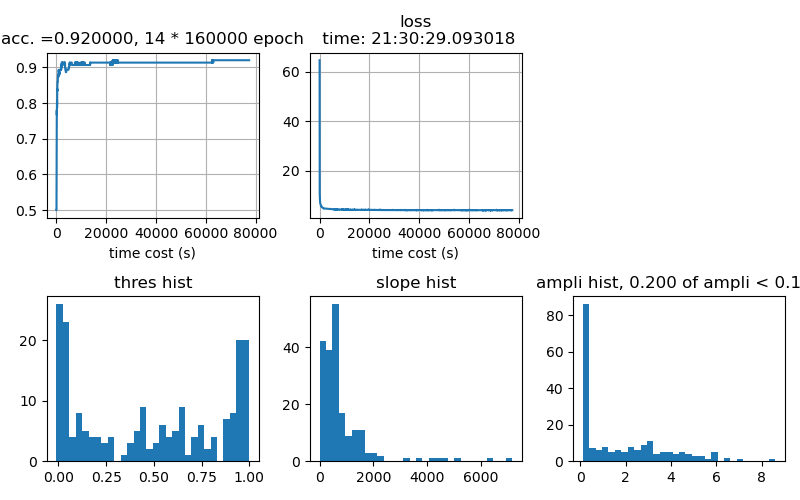 acc. =0.920000, 14 * 160000 epoch
loss
time: 21:30:29.093018
0.9
0.8
0.7
0.6
0.5
0 20000 40000 60000 80000
time cost (s)
60
40
20
0 20000 40000 60000 80000
time cost (s)
thres hist
20
10
0
0.00 0.25 0.50 0.75 1.00
slope hist
40
20
0
0 2000 4000 6000
ampli hist, 0.200 of ampli < 0.1
80
60
40
20
0
0 2 4 6 8